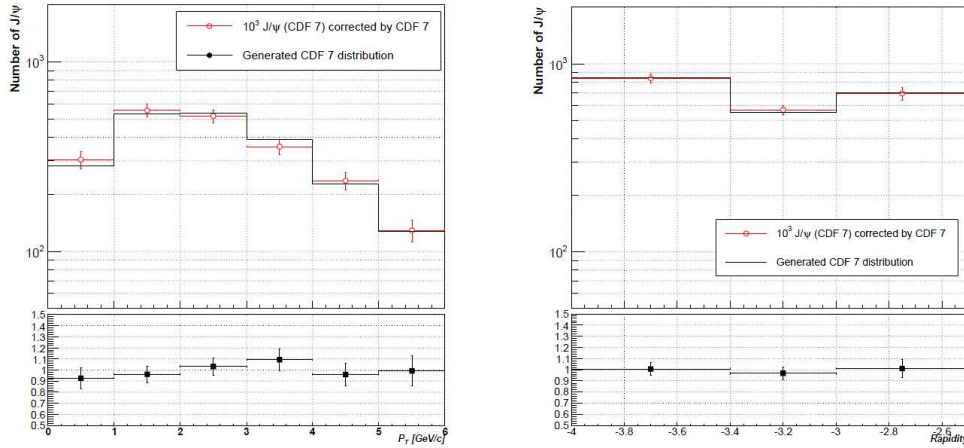 Number of J/ψ
10³ J/ψ (CDF 7) corrected by CDF 7
Generated CDF 7 distribution
10³
10²
1.5
1.4
1.3
1.2
1.1
1
0.9
0.8
0.7
0.6
0.5
0 1 2 3 4 5 6
P_T [GeV/c]
Number of J/ψ
10³
10³ J/ψ (CDF 7) corrected by CDF 7
Generated CDF 7 distribution
10²
1.5
1.4
1.3
1.2
1.1
1
0.9
0.8
0.7
0.6
0.5
-4 -3.8 -3.6 -3.4 -3.2 -3 -2.8 -2.6
Rapidity